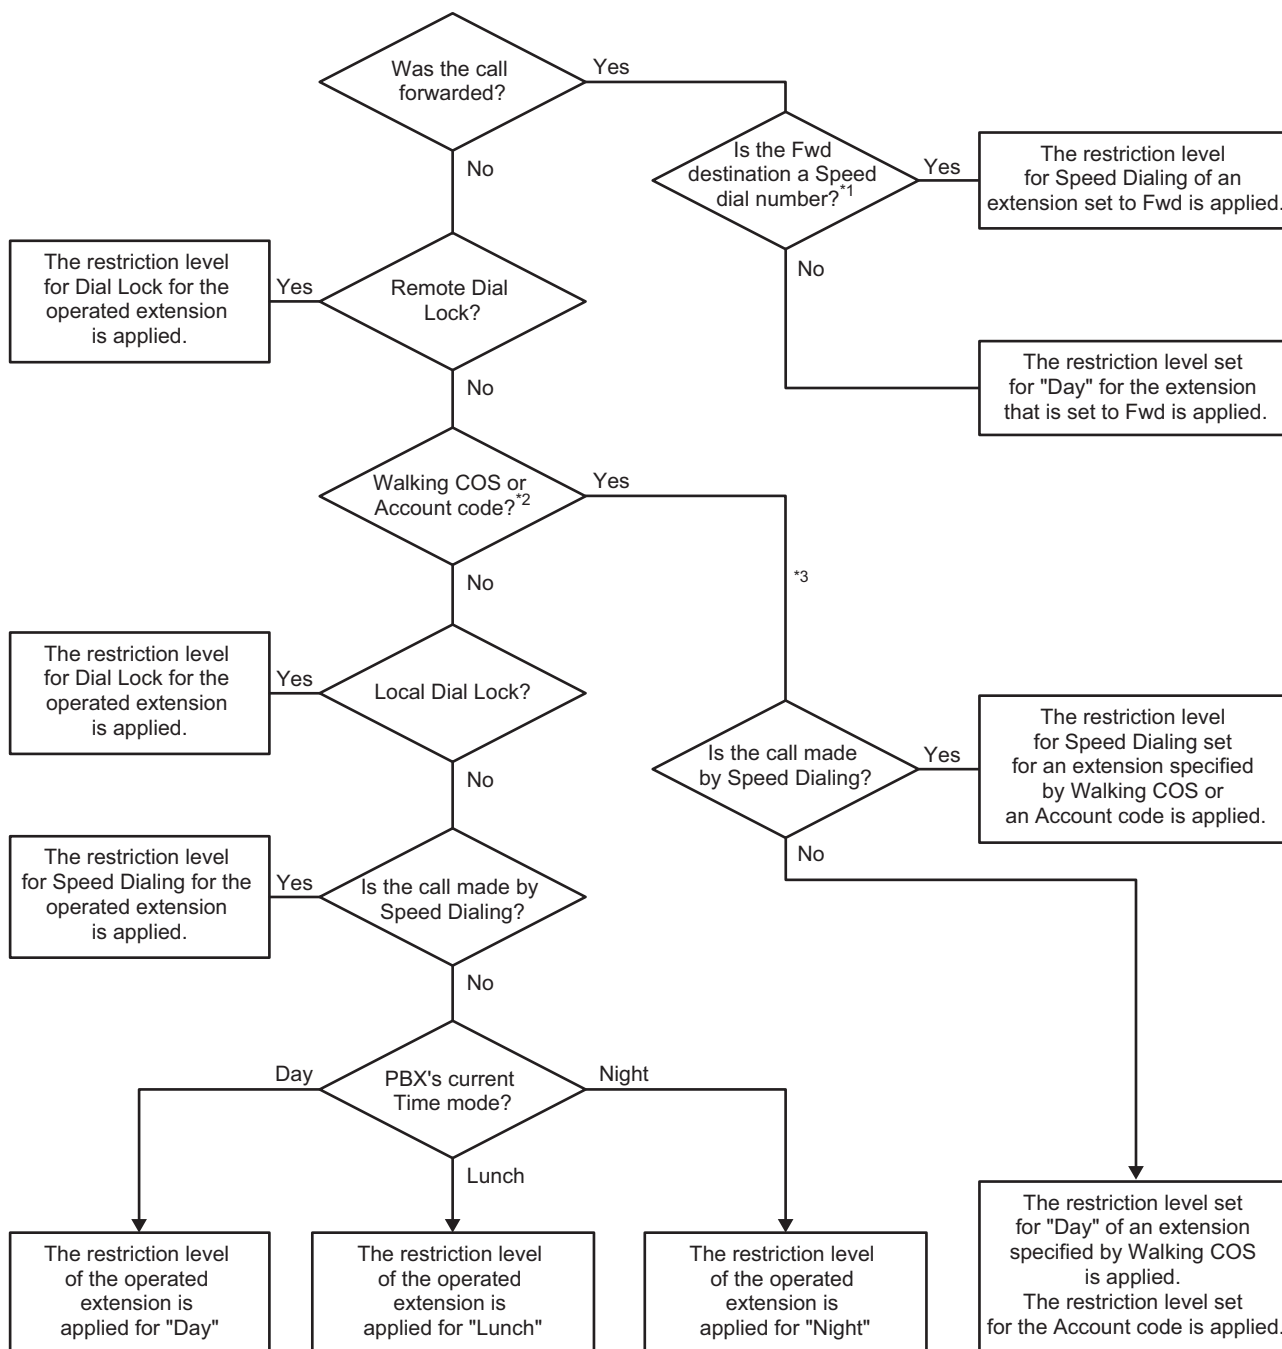 Was the call
forwarded?
Yes
No
Is the Fwd
destination a Speed
dial number?*1
Yes
The restriction level
for Speed Dialing of an
extension set to Fwd is applied.
No
The restriction level
for Dial Lock for the
operated extension
is applied.
Yes
Remote Dial
Lock?
No
The restriction level set
for "Day" for the extension
that is set to Fwd is applied.
Walking COS or
Account code?*2
Yes
No
*3
The restriction level
for Dial Lock for the
operated extension
is applied.
Yes
Local Dial Lock?
No
Is the call made
by Speed Dialing?
Yes
The restriction level
for Speed Dialing set
for an extension specified
by Walking COS or
an Account code is applied.
No
The restriction level
for Speed Dialing for the
operated extension
is applied.
Yes
Is the call made by
Speed Dialing?
No
Day
PBX's current
Time mode?
Night
Lunch
The restriction level
of the operated
extension is
applied for "Day"
The restriction level
of the operated
extension is
applied for "Lunch"
The restriction level
of the operated
extension is
applied for "Night"
The restriction level set
for "Day" of an extension
specified by Walking COS
is applied.
The restriction level set
for the Account code is applied.